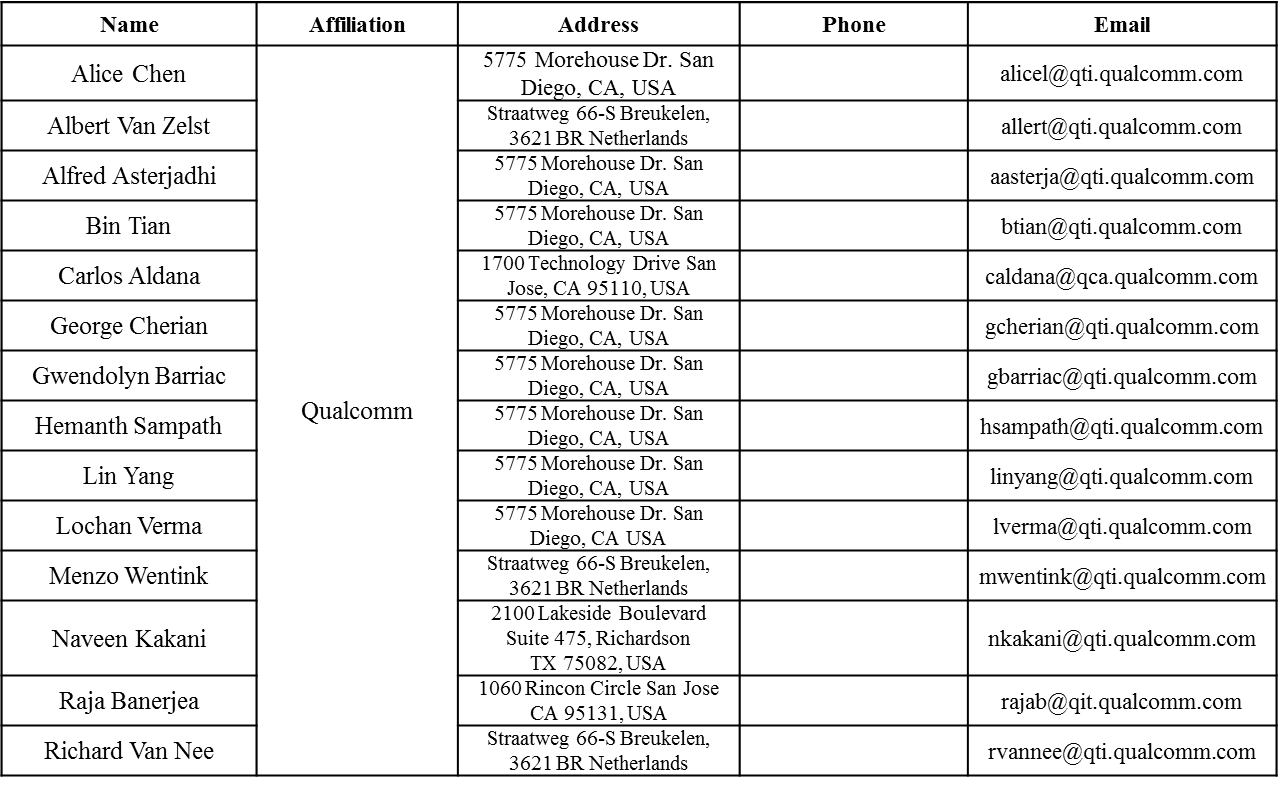 Name Affiliation Address Phone Email
Alice Chen
5775 Morehouse Dr. San
Diego, CA, USA
alicel@qti.qualcomm.com
Albert Van Zelst
Straatweg 66-S Breukelen,
3621 BR Netherlands
allert@qti.qualcomm.com
Alfred Asterjadhi
5775 Morehouse Dr. San
Diego, CA, USA
aasterja@qti.qualcomm.com
Bin Tian
5775 Morehouse Dr. San
Diego, CA, USA
btian@qti.qualcomm.com
Carlos Aldana
1700 Technology Drive San
Jose, CA 95110, USA
caldana@qca.qualcomm.com
George Cherian
5775 Morehouse Dr. San
Diego, CA, USA
gcherian@qti.qualcomm.com
Gwendolyn Barriac
5775 Morehouse Dr. San
Diego, CA, USA
gbarriac@qti.qualcomm.com
Qualcomm
Hemanth Sampath
5775 Morehouse Dr. San
Diego, CA, USA
hsampath@qti.qualcomm.com
Lin Yang
5775 Morehouse Dr. San
Diego, CA, USA
linyang@qti.qualcomm.com
Lochan Verma
5775 Morehouse Dr. San
Diego, CA USA
lverma@qti.qualcomm.com
Menzo Wentink
Straatweg 66-S Breukelen,
3621 BR Netherlands
mwentink@qti.qualcomm.com
Naveen Kakani
2100 Lakeside Boulevard
Suite 475, Richardson
TX 75082, USA
nkakani@qti.qualcomm.com
Raja Banerjea
1060 Rincon Circle San Jose
CA 95131, USA
rajab@qit.qualcomm.com
Richard Van Nee
Straatweg 66-S Breukelen,
3621 BR Netherlands
rvannee@qti.qualcomm.com